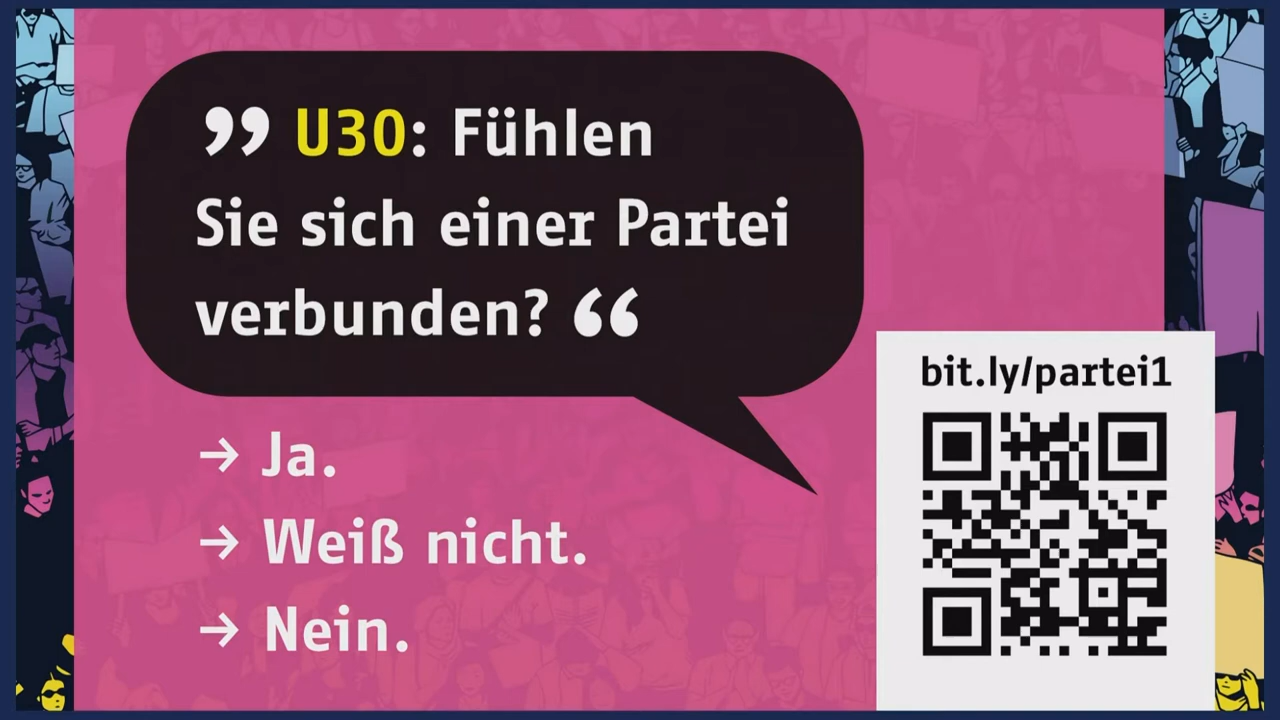 ” U30: Fühlen
Sie sich einer Partei
verbunden? “
→ Ja.
→ Weiß nicht.
→ Nein.
bit.ly/partei1